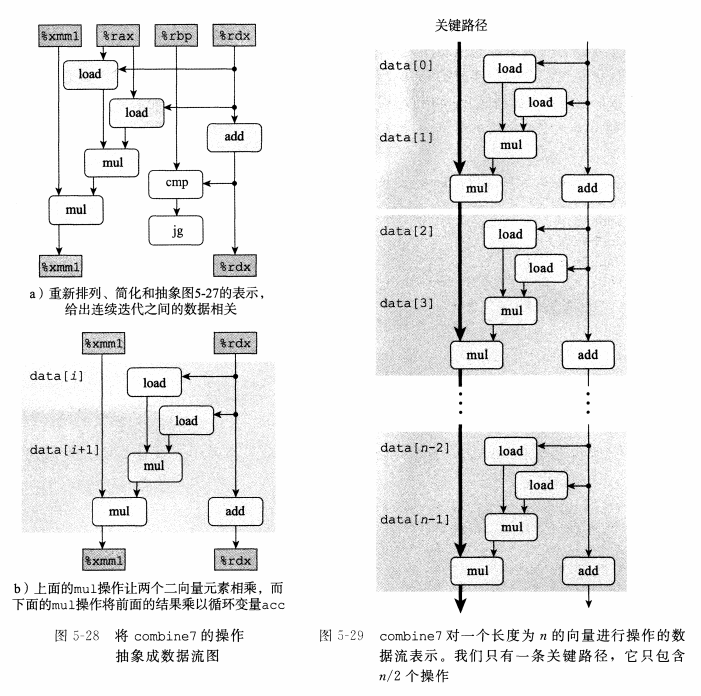 %xmm1 %rax %rbp %rdx
load
load
add
mul
cmp
mul
jg
%xmm1 %rdx
a）重新排列、简化和抽象图5-27的表示，
给出连续迭代之间的数据相关
%xmm1 %rdx
data[i]
load
load
data[i+1]
mul
mul add
%xmm1 %rdx
b）上面的mul操作让两个二向量元素相乘，而
下面的mul操作将前面的结果乘以循环变量acc
图 5-28 将 combine7 的操作
抽象成数据流图
关键路径
data[0]
load
load
data[1]
mul
mul add
data[2]
load
load
data[3]
mul
mul add
data[n-2]
load
load
data[n-1]
mul
mul add
图 5-29 combine7 对一个长度为 n 的向量进行操作的数
据流表示。我们只有一条关键路径，它只包含
n/2 个操作